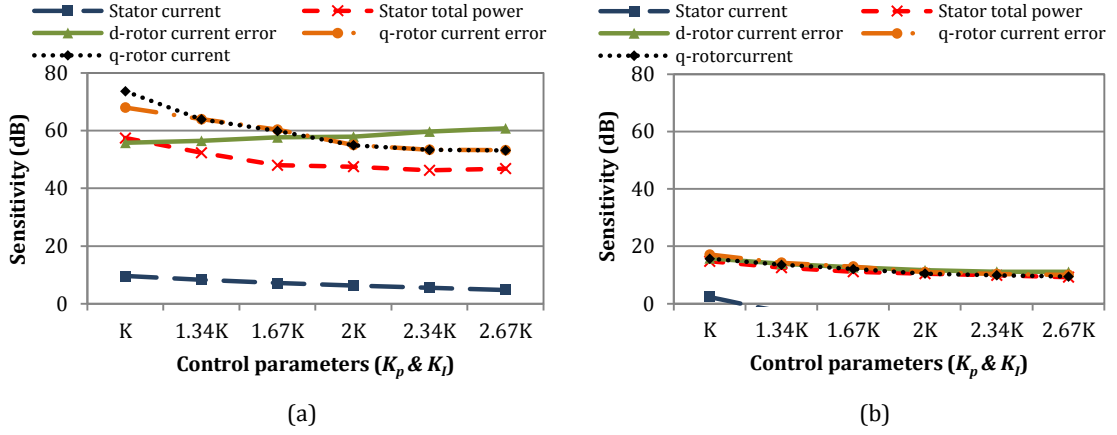 Stator current
Stator total power
d-rotor current error
q-rotor current error
q-rotor current
80
60
40
20
0
Sensitivity (dB)
K
1.34K
1.67K
2K
2.34K
2.67K
Control parameters (Kp & KI)
(a)
Stator current
Stator total power
d-rotor current error
q-rotor current error
q-rotorcurrent
80
60
40
20
0
Sensitivity (dB)
K
1.34K
1.67K
2K
2.34K
2.67K
Control parameters (Kp & KI)
(b)